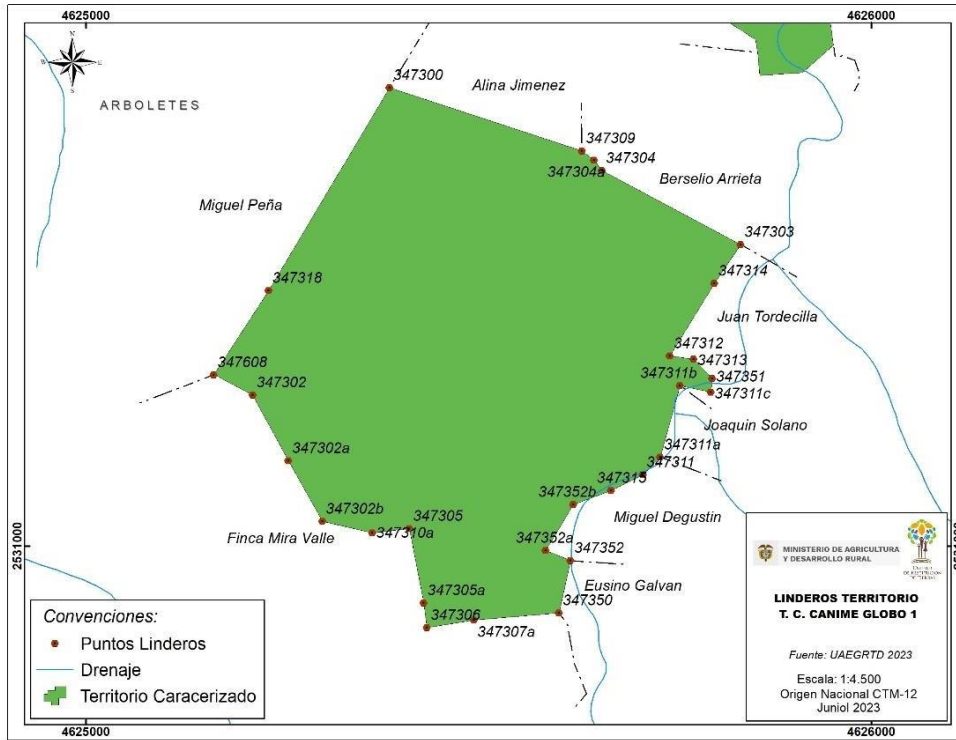 4625000
4626000
N
ARBOLETES
347300
Alina Jimenez
347309
347304
347304a
Berselio Arrieta
Miguel Peña
347303
347318
347314
Juan Tordecilla
347312
347313
347608
347311b
347351
347302
347311c
Joaquin Solano
347302a
347311a
347311
347315
347352b
347302b
347305
Miguel Degustin
Finca Mira Valle
347310a
347352a
347352
2531000
2531000
Eusino Galvan
347305a
347350
347306
347307a
Convenciones:
Puntos Linderos
Drenaje
Territorio Caracerizado
MINISTERIO DE AGRICULTURA
Y DESARROLLO RURAL
LINDEROS TERRITORIO
T. C. CANIME GLOBO 1
Fuente: UAEGRTD 2023
Escala: 1:4.500
Origen Nacional CTM-12
Juniol 2023
4625000
4626000